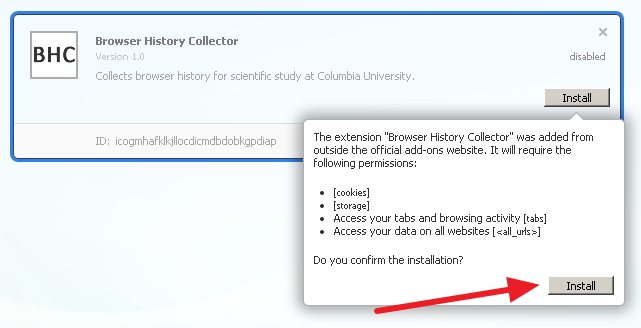 BHC
Browser History Collector
Version 1.0
disabled
Collects browser history for scientific study at Columbia University.
Install
ID: icogmhafklkjllocdicmdbdobkgpdiap
The extension "Browser History Collector" was added from
outside the official add-ons website. It will require the
following permissions:
• [cookies]
• [storage]
• Access your tabs and browsing activity [tabs]
• Access your data on all websites [<all_urls>]
Do you confirm the installation?
Install